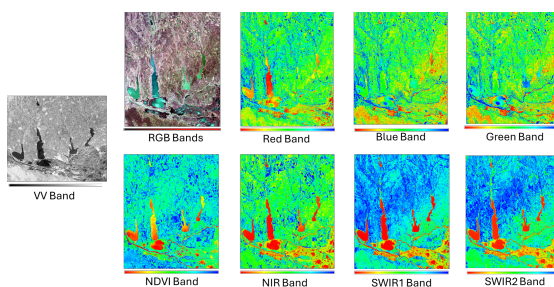 RGB Bands
Red Band
Blue Band
Green Band
VV Band
NDVI Band
NIR Band
SWIR1 Band
SWIR2 Band